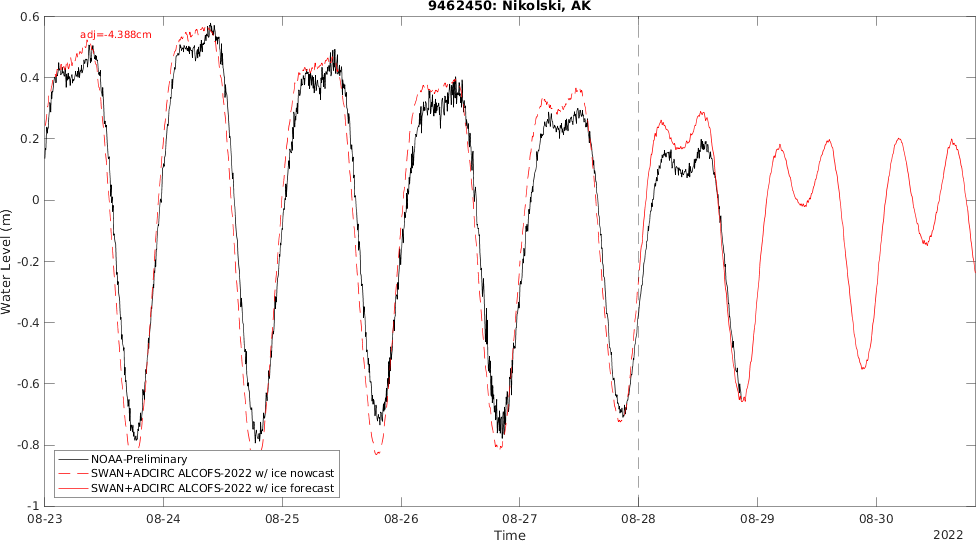 9462450: Nikolski, AK
adj=-4.388cm
0.6
0.4
0.2
0
-0.2
-0.4
-0.6
-0.8
-1
Water Level (m)
NOAA-Preliminary
SWAN+ADCIRC ALCOFS-2022 w/ ice nowcast
SWAN+ADCIRC ALCOFS-2022 w/ ice forecast
08-23 08-24 08-25 08-26 08-27 08-28 08-29 08-30
Time
2022